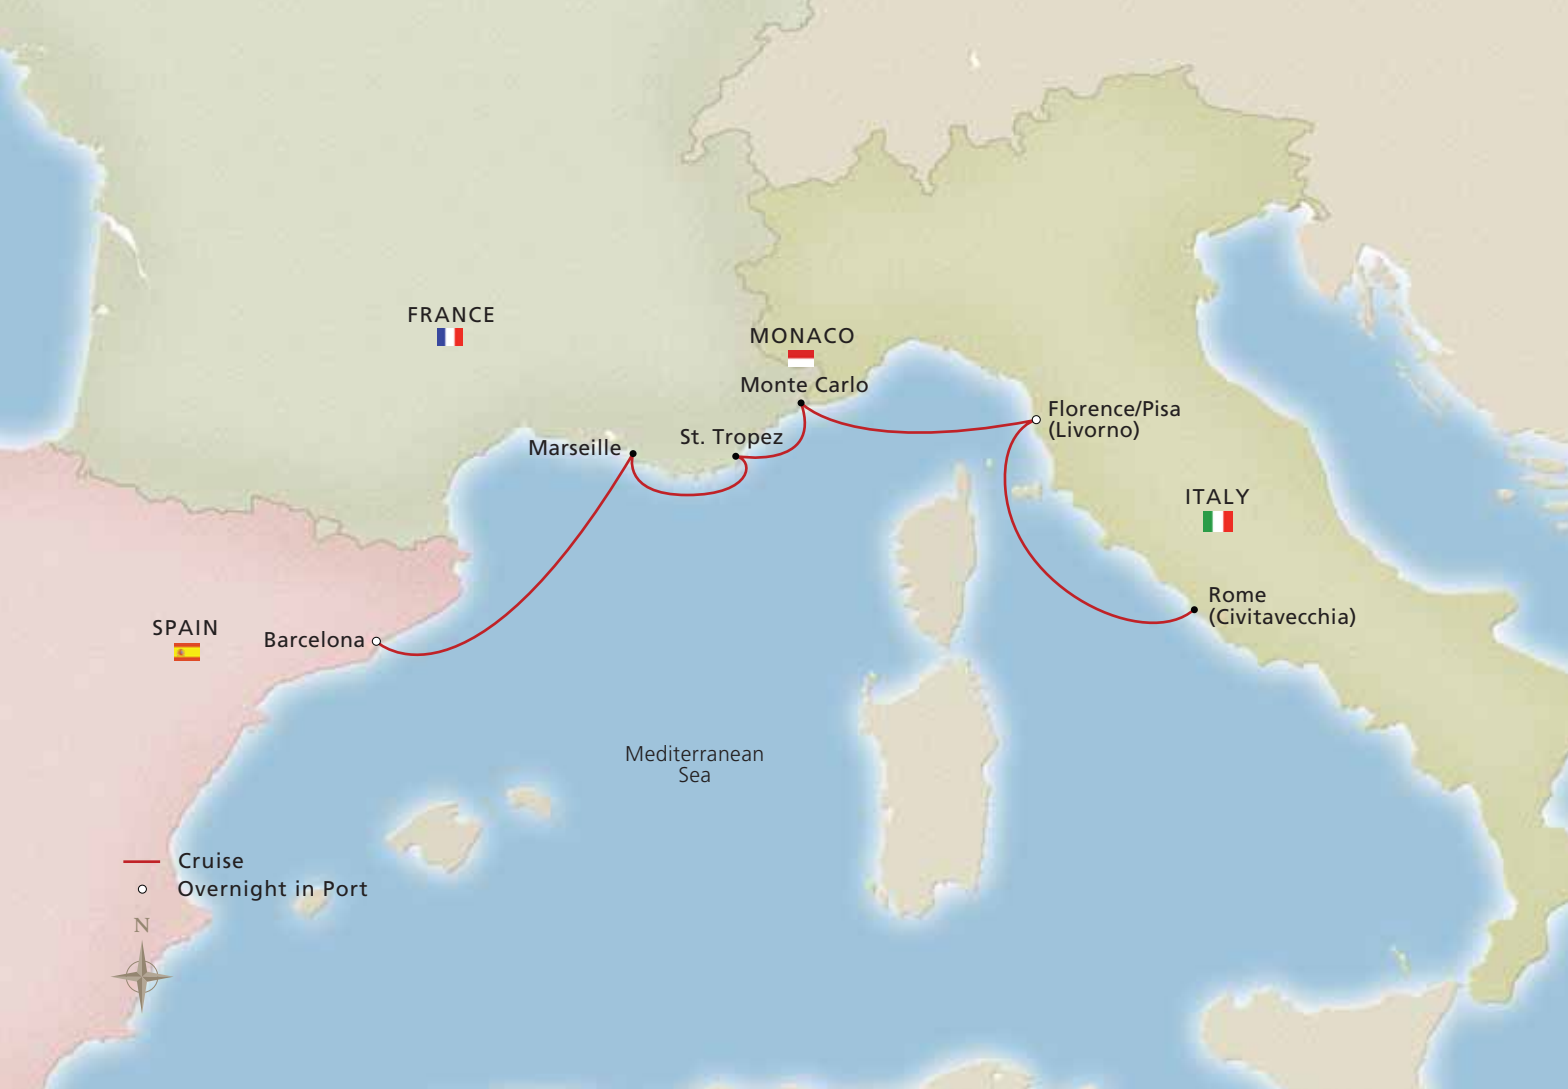 FRANCE
MONACO
Monte Carlo
Florence/Pisa
(Livorno)
St. Tropez
Marseille
ITALY
Rome
(Civitavecchia)
SPAIN
Barcelona
Mediterranean
Sea
Cruise
Overnight in Port
N